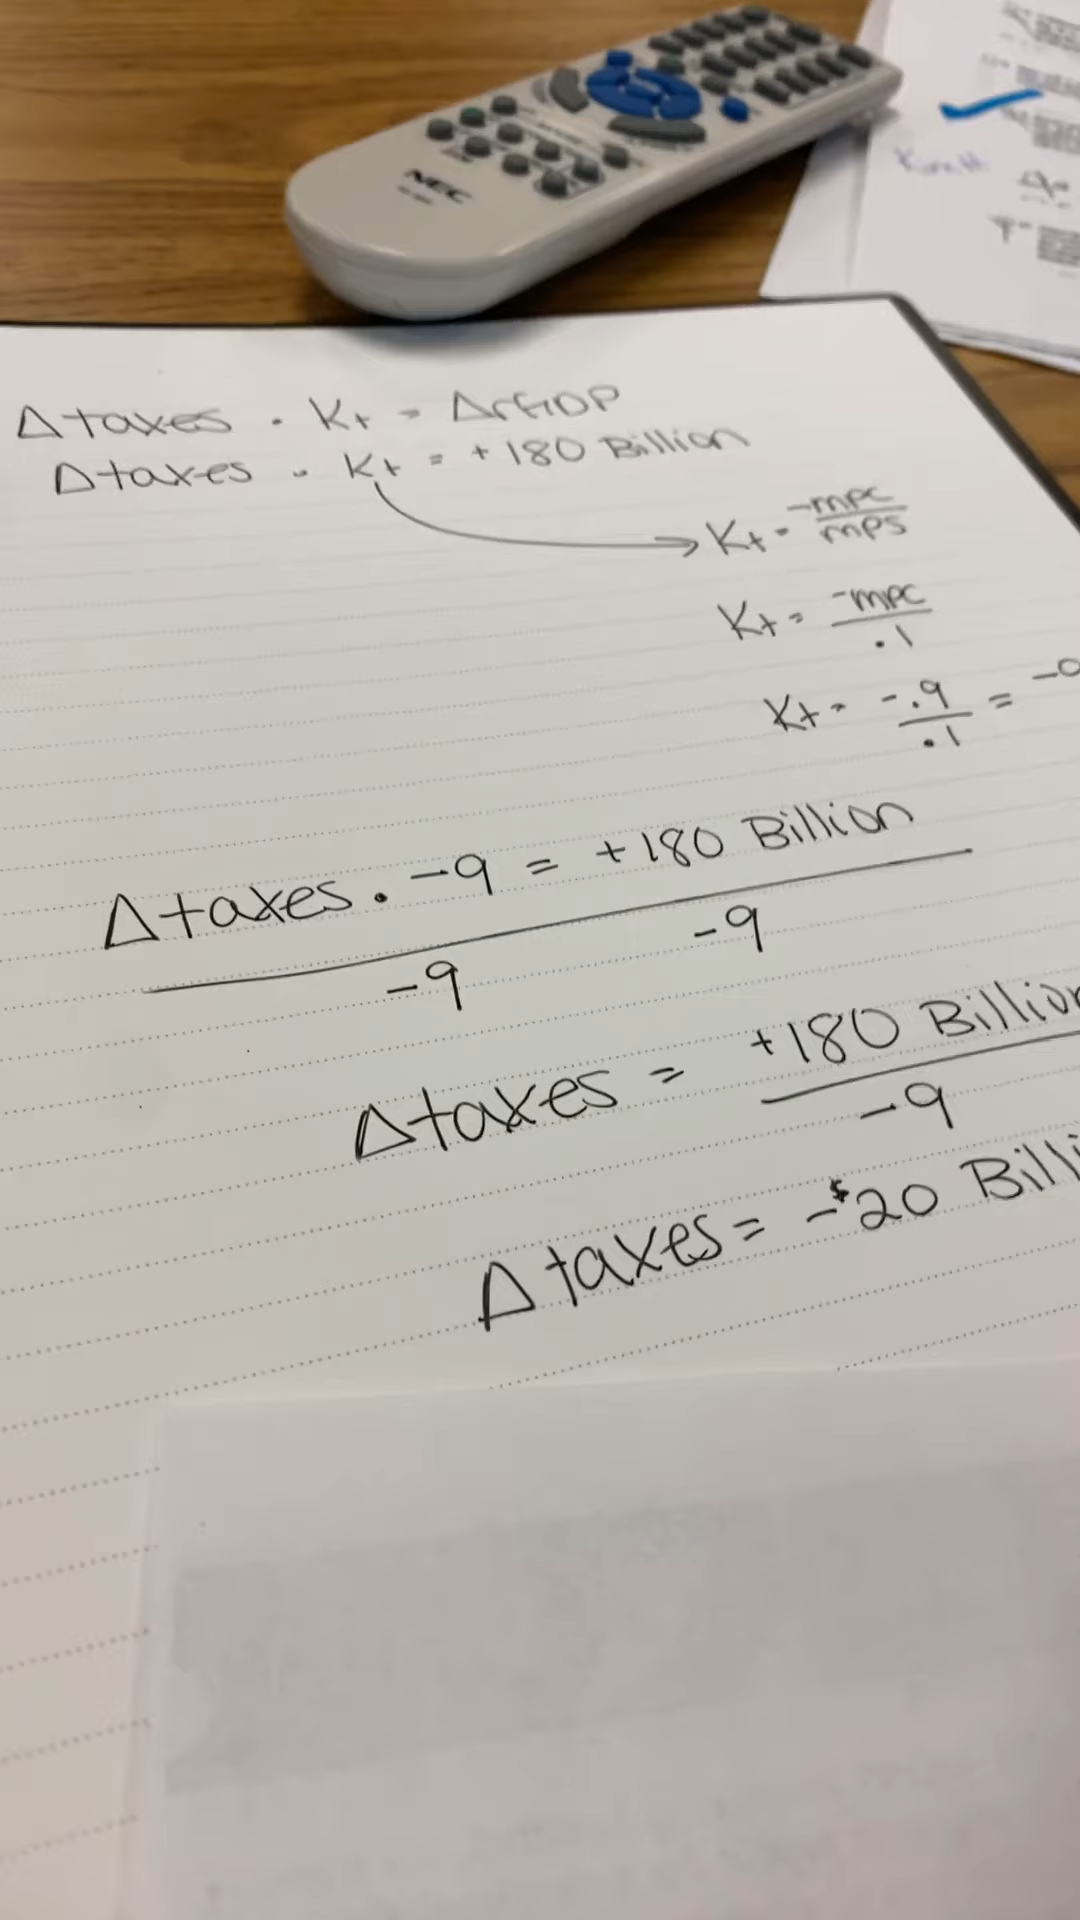 NEC
Δtaxes · Kt = ΔrGDP
Δtaxes · Kt = +180 Billion
Kt = -mpc
mps
Kt = -mpc
.1
Kt = -.9 =
.1
Δtaxes · -9 = +180 Billion
-9 -9
Δtaxes = +180 Billion
-9
Δtaxes = -$20 Billi